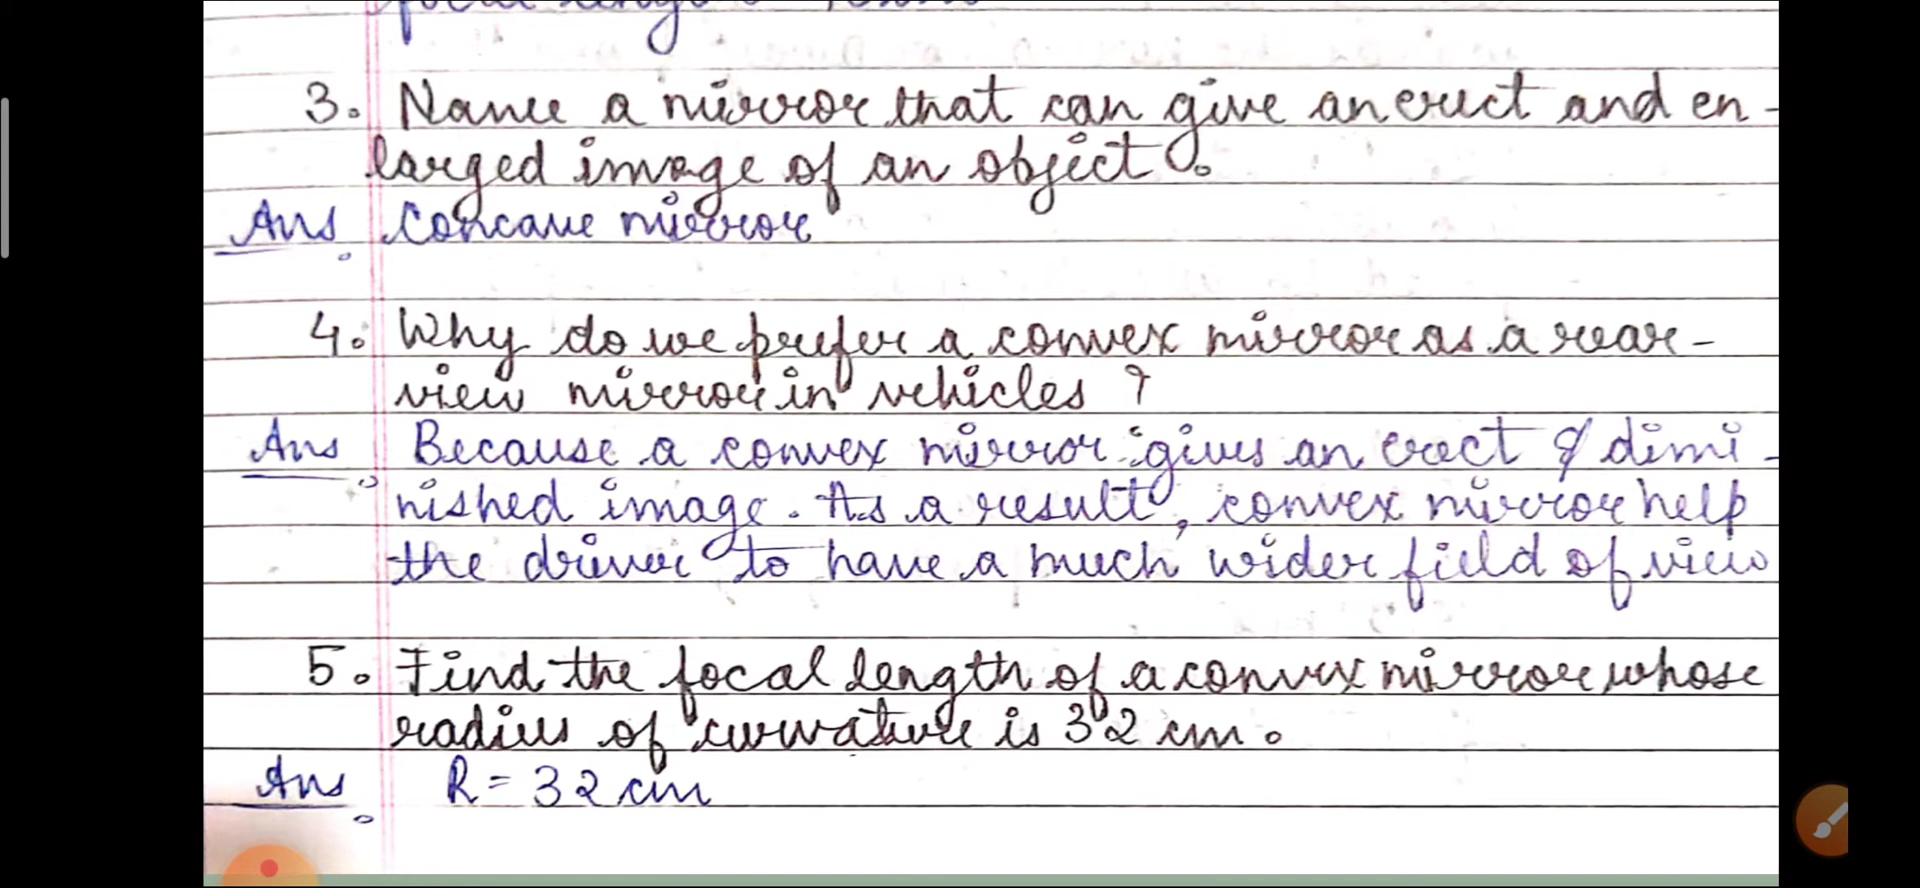 focal length
3. Name a mirror that can give an erect and en-
larged image of an object.
Ans. Concave mirror
4. Why do we prefer a convex mirror as a rear-
view mirror in vehicles ?
Ans. Because a convex mirror gives an erect & dimi-
nished image. As a result, convex mirror help
the driver to have a much wider field of view
5. Find the focal length of a convex mirror whose
radius of curvature is 32 cm.
Ans. R = 32 cm